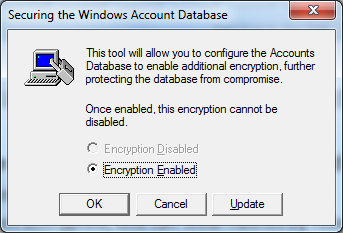 Securing the Windows Account Database
This tool will allow you to configure the Accounts
Database to enable additional encryption, further
protecting the database from compromise.
Once enabled, this encryption cannot be
disabled.
Encryption Disabled
Encryption Enabled
OK Cancel Update